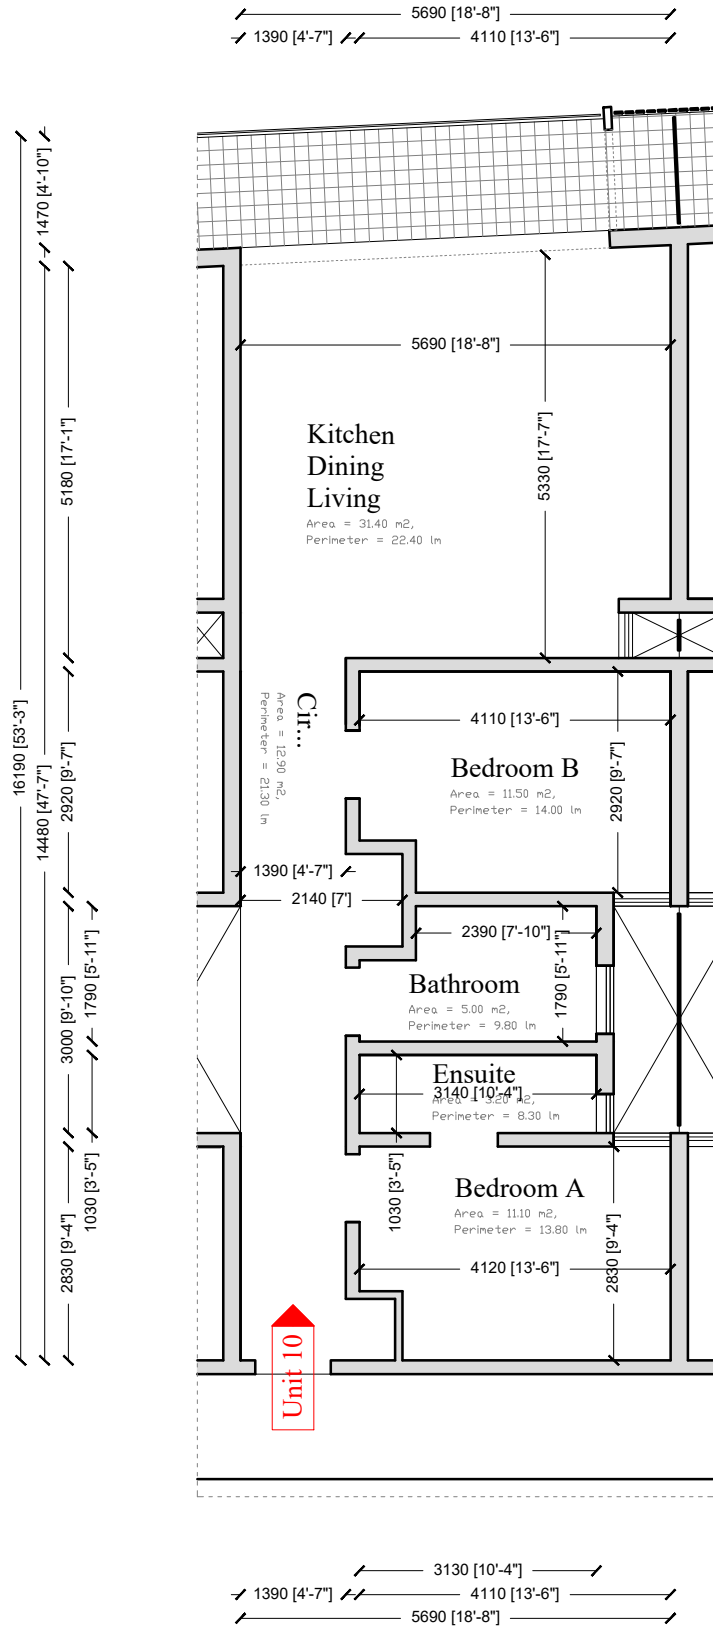 5690 [18'-8"]
1390 [4'-7"]
4110 [13'-6"]
1470 [4'-10"]
5690 [18'-8"]
Kitchen
Dining
Living
Area = 31.40 m2,
Perimeter = 22.40 lm
5330 [17'-7"]
5180 [17'-1"]
16190 [53'-3"]
14480 [47'-7"]
2920 [9'-7"]
Cir...
Area = 12.90 m2,
Perimeter = 21.30 lm
4110 [13'-6"]
Bedroom B
Area = 11.50 m2,
Perimeter = 14.00 lm
2920 [9'-7"]
1390 [4'-7"]
2140 [7']
2390 [7'-10"]
1790 [5'-11"]
Bathroom
Area = 5.00 m2,
Perimeter = 9.80 lm
3000 [9'-10"]
1790 [5'-11"]
Ensuite
3140 [10'-4"]
Area = 3.20 m2,
Perimeter = 8.30 lm
1030 [3'-5"]
1030 [3'-5"]
Bedroom A
Area = 11.10 m2,
Perimeter = 13.80 lm
2830 [9'-4"]
4120 [13'-6"]
2830 [9'-4"]
Unit 10
3130 [10'-4"]
1390 [4'-7"]
4110 [13'-6"]
5690 [18'-8"]